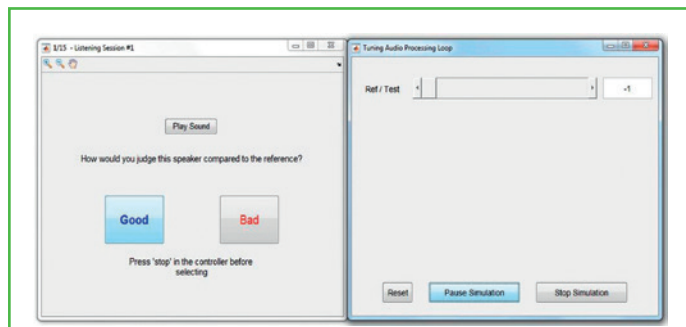 1/15 - Listening Session #1
Play Sound
How would you judge this speaker compared to the reference?
Good
Bad
Press 'stop' in the controller before
selecting
Tuning Audio Processing Loop
Ref / Test
-1
Reset
Pause Simulation
Stop Simulation